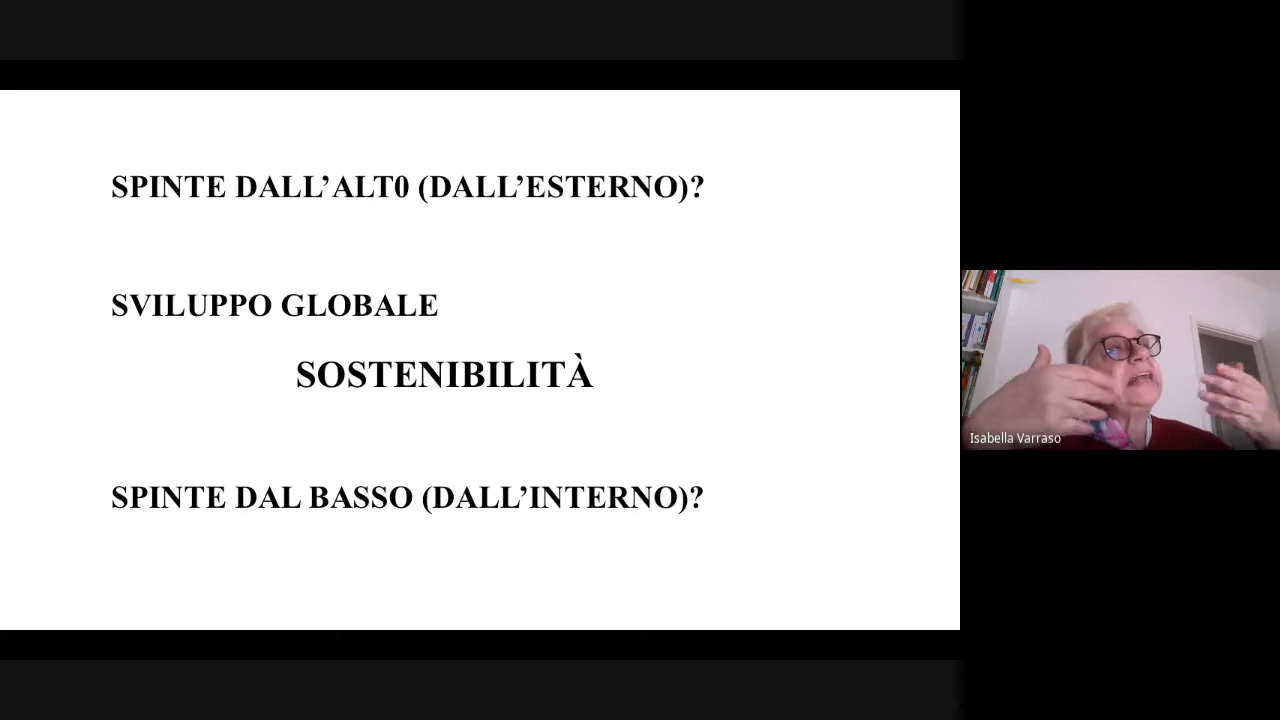 SPINTE DALL’ALT0 (DALL’ESTERNO)?
SVILUPPO GLOBALE
SOSTENIBILITÀ
SPINTE DAL BASSO (DALL’INTERNO)?
Isabella Varraso